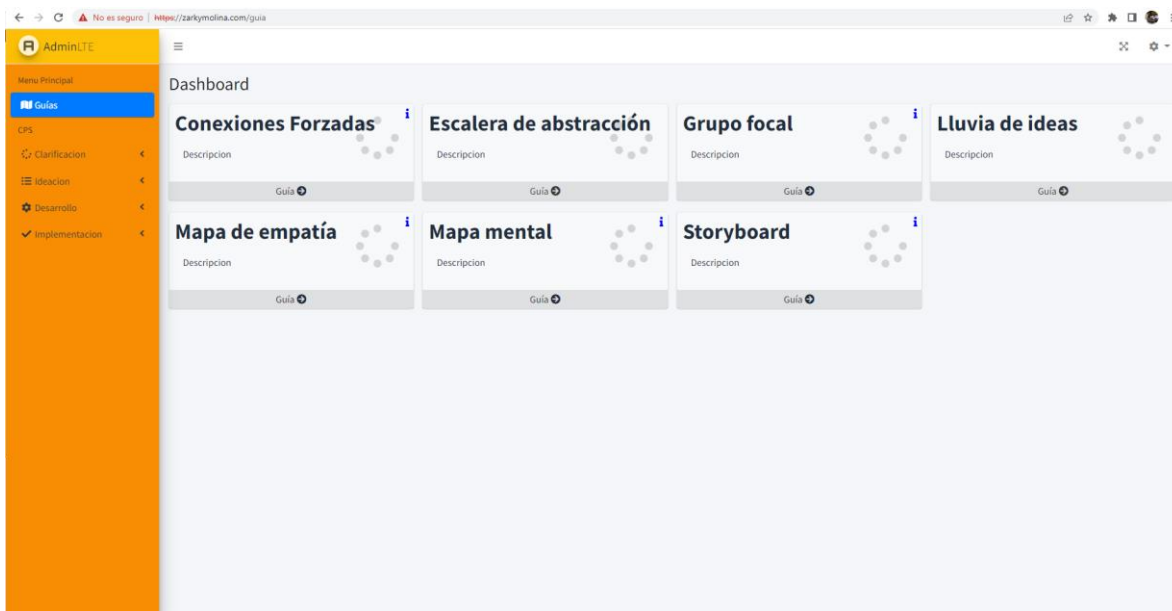 No es seguro | https://zarkymolina.com/guia
AdminLTE
Menu Principal
Guías
CPS
Clarificacion
Ideacion
Desarrollo
Implementacion
Dashboard
Conexiones Forzadas
i
Descripcion
Guía
Escalera de abstracción
Descripcion
Guía
Grupo focal
i
Descripcion
Guía
Lluvia de ideas
Descripcion
Guía
Mapa de empatía
i
Descripcion
Guía
Mapa mental
i
Descripcion
Guía
Storyboard
i
Descripcion
Guía